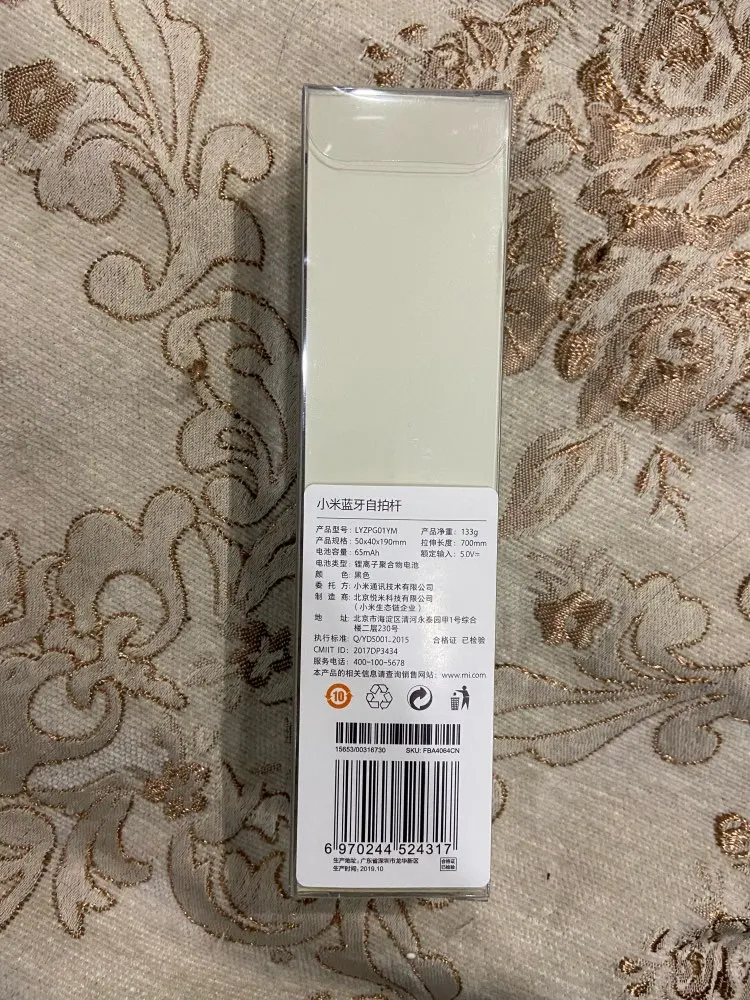 小米蓝牙自拍杆
产品型号: LYZPG01YM 产品净重: 133g
产品规格: 50x40x190mm 拉伸长度: 700mm
电池容量: 65mAh 额定输入: 5.0V⎓
电池类型: 锂离子聚合物电池
颜 色: 黑色
委 托 方: 小米通讯技术有限公司
制 造 商: 北京悦米科技有限公司
(小米生态链企业)
地 址: 北京市海淀区清河永泰园甲1号综合
楼二层230号
执行标准: Q/YDS001-2015 合格证 已检验
CMIIT ID: 2017DP3434
服务电话: 400-100-5678
本产品的相关信息请查询销售网站: www.mi.com
10
15653/00316730 SKU: FBA4064CN
6 970244 524317
生产地址: 广东省深圳市龙华新区
生产时间: 2019.10
合格证
已检验